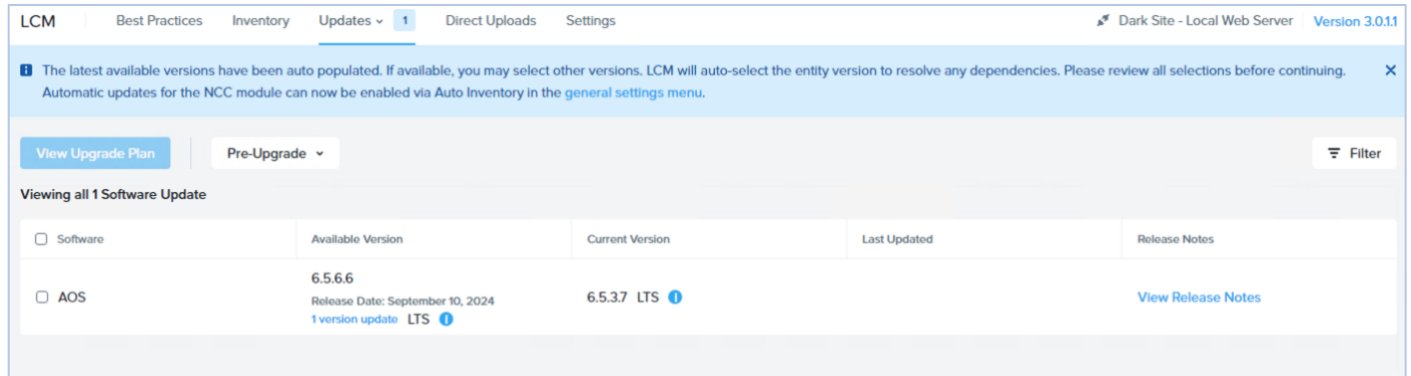 LCM Best Practices Inventory Updates 1 Direct Uploads Settings Dark Site - Local Web Server Version 3.0.1.1
The latest available versions have been auto populated. If available, you may select other versions. LCM will auto-select the entity version to resolve any dependencies. Please review all selections before continuing.
Automatic updates for the NCC module can now be enabled via Auto Inventory in the general settings menu.
View Upgrade Plan Pre-Upgrade Filter
Viewing all 1 Software Update
Software Available Version Current Version Last Updated Release Notes
6.5.6.6
AOS Release Date: September 10, 2024 6.5.3.7 LTS View Release Notes
1 version update LTS